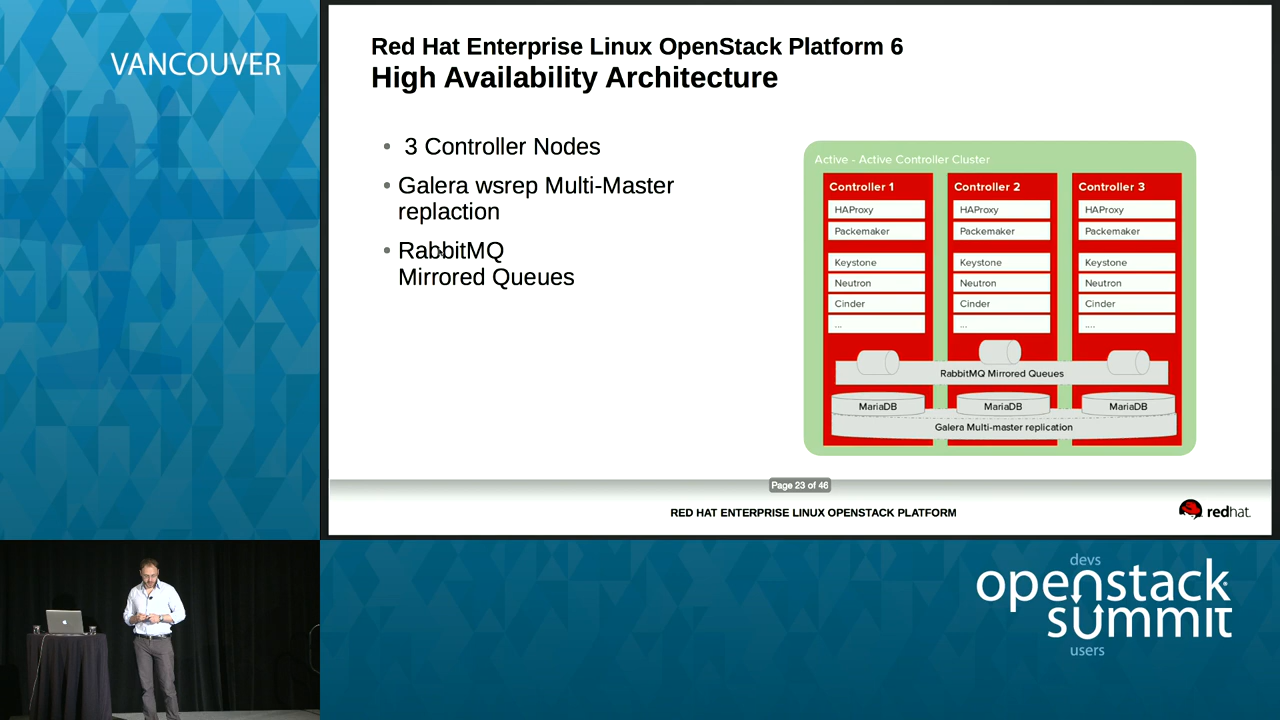 VANCOUVER
Red Hat Enterprise Linux OpenStack Platform 6
High Availability Architecture
3 Controller Nodes
Galera wsrep Multi-Master
replaction
RabbitMQ
Mirrored Queues
Active - Active Controller Cluster
Controller 1
HAProxy
Packemaker
Keystone
Neutron
Cinder
...
Controller 2
HAProxy
Packemaker
Keystone
Neutron
Cinder
...
Controller 3
HAProxy
Packemaker
Keystone
Neutron
Cinder
....
RabbitMQ Mirrored Queues
MariaDB
MariaDB
MariaDB
Galera Multi-master replication
Page 23 of 46
RED HAT ENTERPRISE LINUX OPENSTACK PLATFORM
redhat.
devs
openstack
summit
users